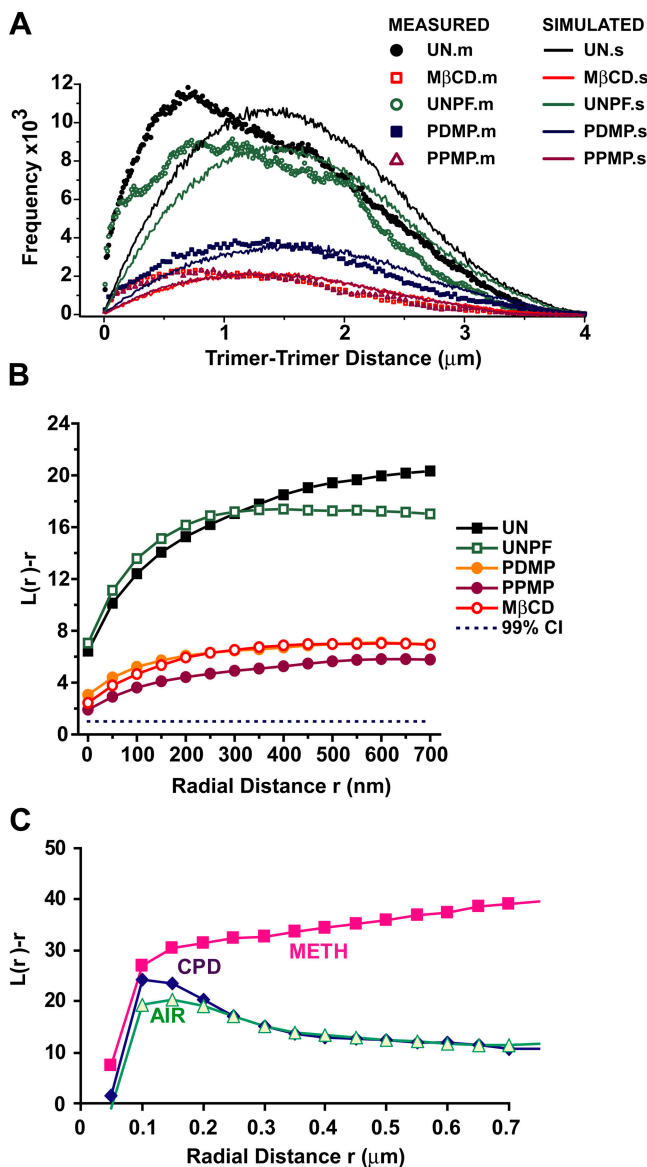 A
MEASURED SIMULATED
UN.m UN.s
MβCD.m MβCD.s
UNPF.m UNPF.s
PDMP.m PDMP.s
PPMP.m PPMP.s
Frequency x10³
12
10
8
6
4
2
0
0 1 2 3 4
Trimer-Trimer Distance (μm)
B
L(r)-r
24
20
16
12
8
4
0
0 100 200 300 400 500 600 700
Radial Distance r (nm)
UN
UNPF
PDMP
PPMP
MβCD
99% CI
C
L(r)-r
50
40
30
20
10
0
METH
CPD
AIR
0 0.1 0.2 0.3 0.4 0.5 0.6 0.7
Radial Distance r (μm)